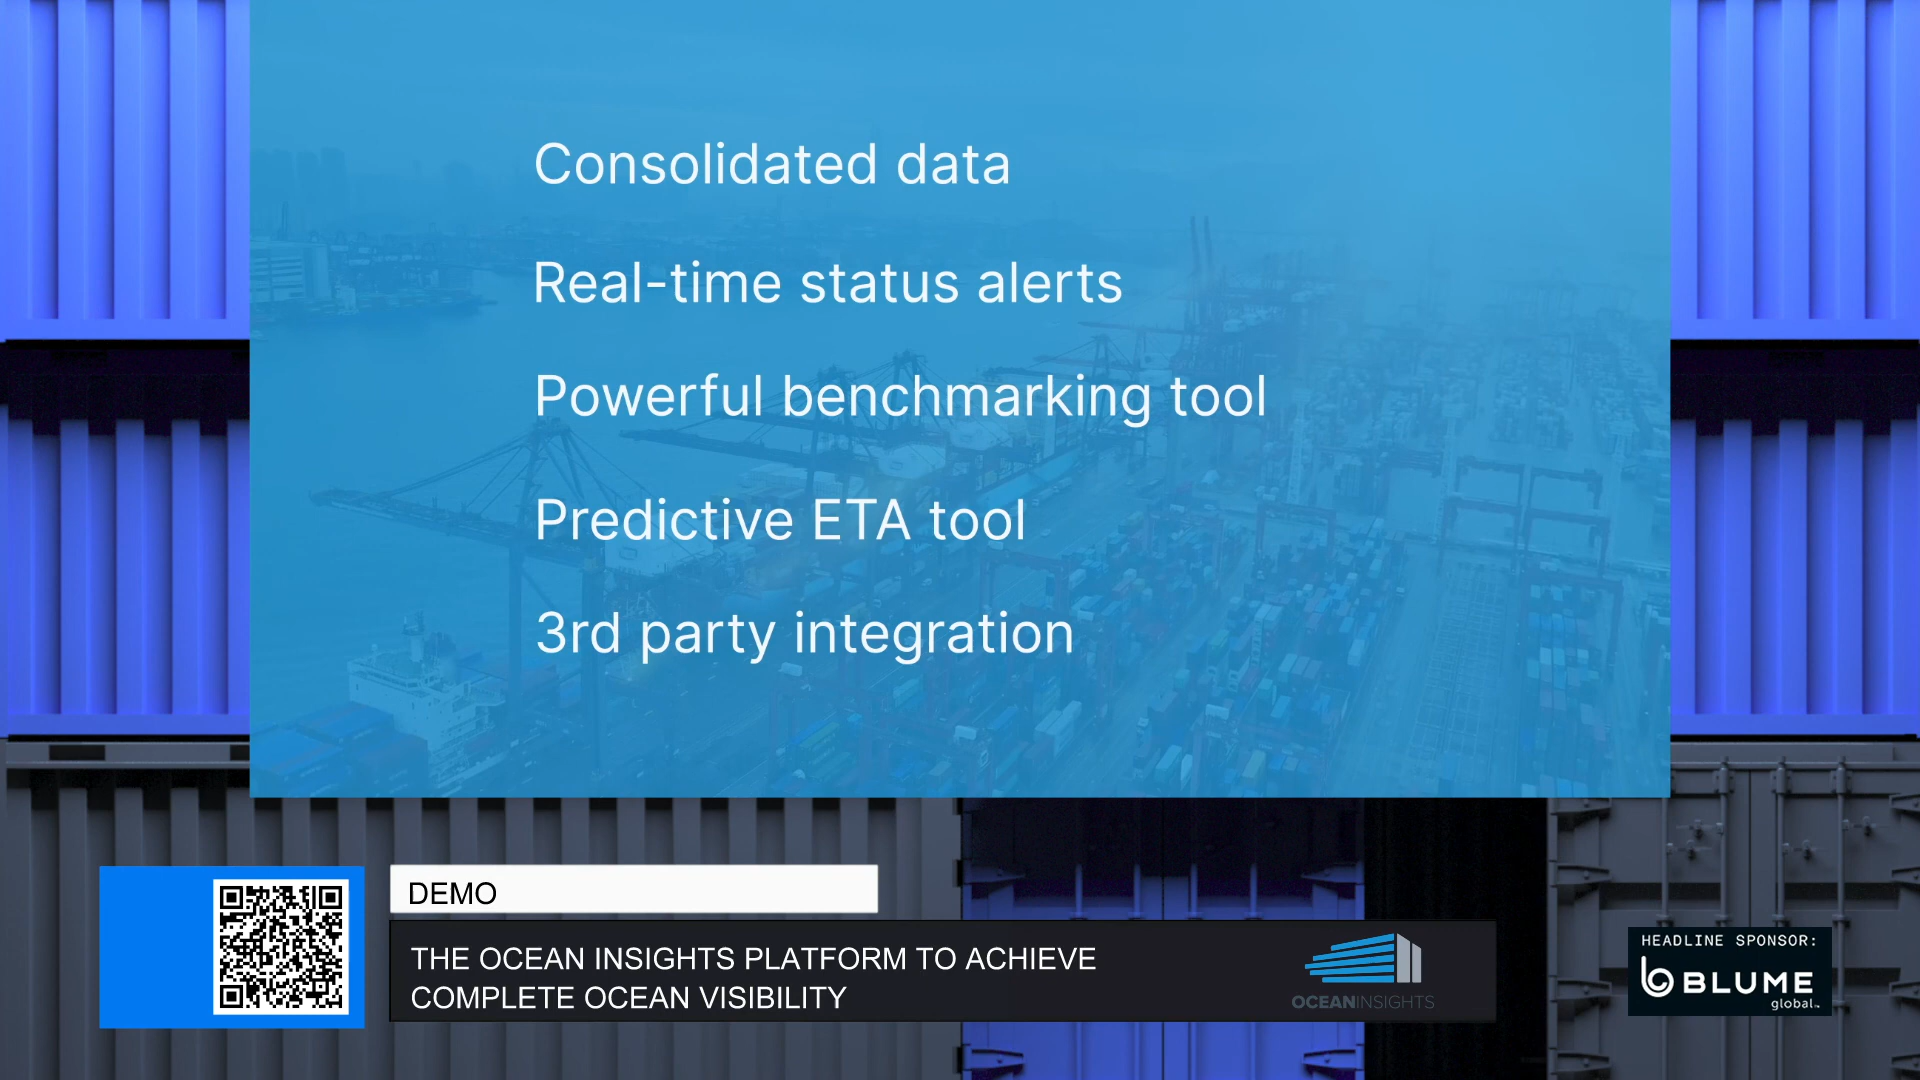 Consolidated data
Real-time status alerts
Powerful benchmarking tool
Predictive ETA tool
3rd party integration
DEMO
THE OCEAN INSIGHTS PLATFORM TO ACHIEVE
COMPLETE OCEAN VISIBILITY
OCEANINSIGHTS
HEADLINE SPONSOR:
BLUME
global™